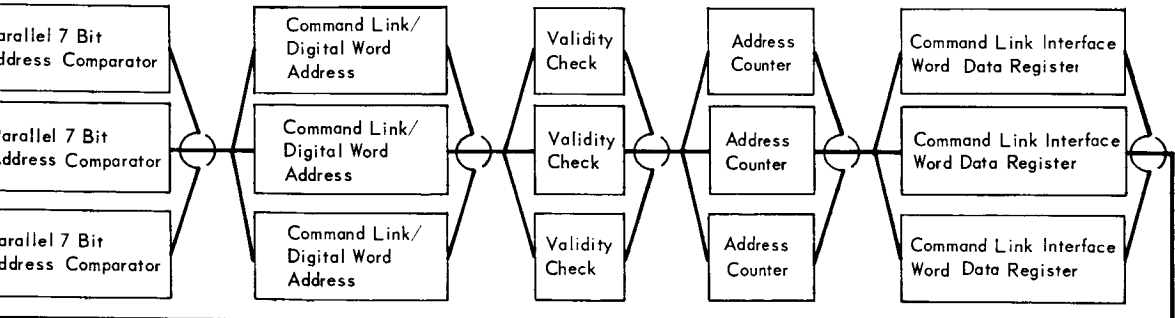 arallel 7 Bit
ddress Comparator
Command Link/
Digital Word
Address
Validity
Check
Address
Counter
Command Link Interface
Word Data Register
Parallel 7 Bit
Address Comparator
Command Link/
Digital Word
Address
Validity
Check
Address
Counter
Command Link Interface
Word Data Register
arallel 7 Bit
ddress Comparator
Command Link/
Digital Word
Address
Validity
Check
Address
Counter
Command Link Interface
Word Data Register